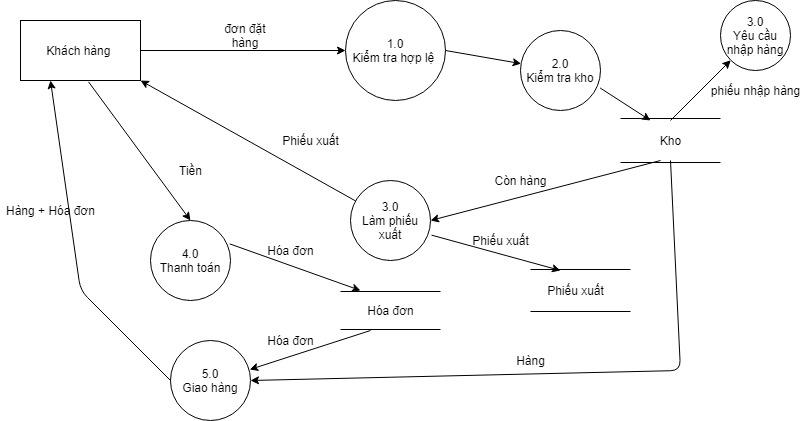 Khách hàng
đơn đặt
hàng
1.0
Kiểm tra hợp lệ
2.0
Kiểm tra kho
3.0
Yêu cầu
nhập hàng
phiếu nhập hàng
Kho
Phiếu xuất
Còn hàng
Tiền
3.0
Làm phiếu
xuất
Hàng + Hóa đơn
4.0
Thanh toán
Hóa đơn
Phiếu xuất
Phiếu xuất
Hóa đơn
Hóa đơn
5.0
Giao hàng
Hàng